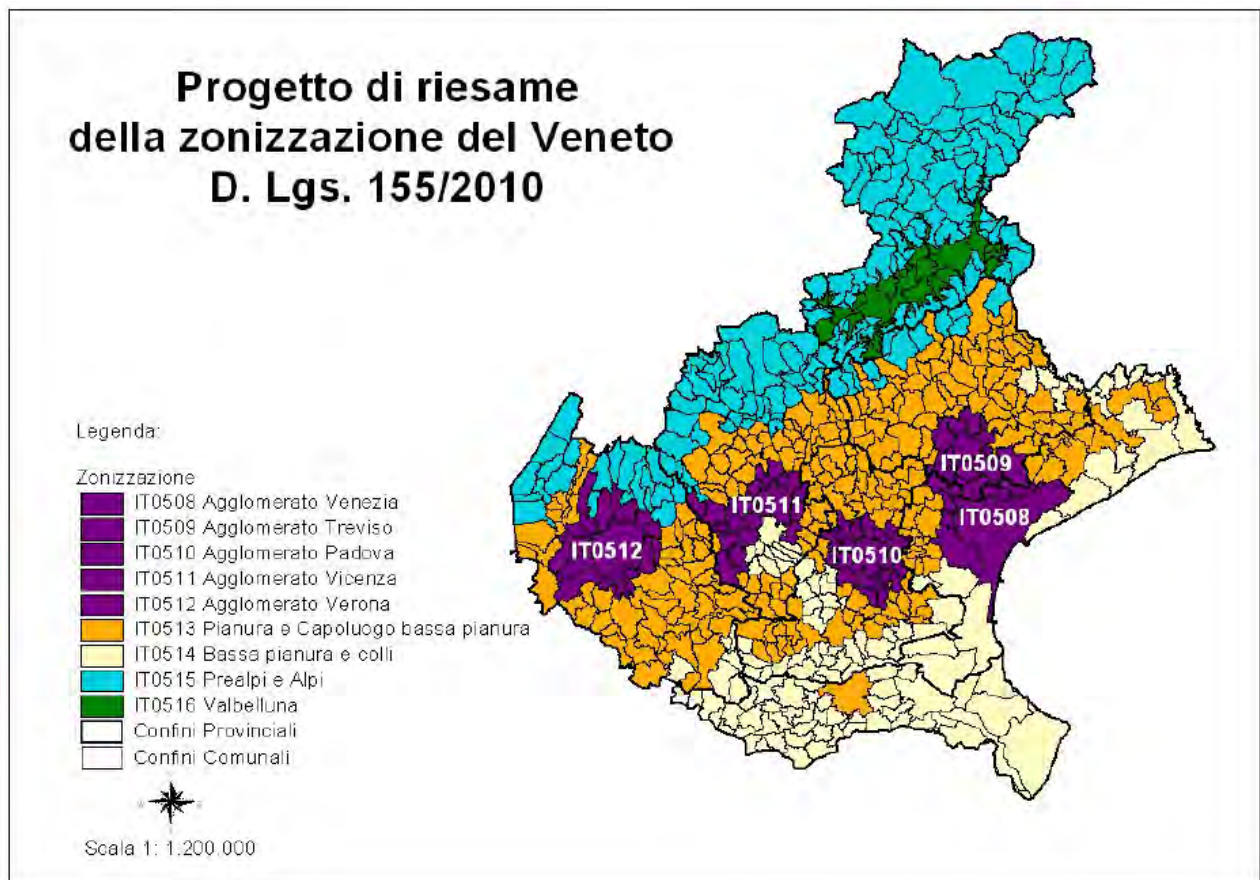 Progetto di riesame
della zonizzazione del Veneto
D. Lgs. 155/2010
IT0509
IT0511
IT0508
IT0512
IT0510
Legenda:
Zonizzazione
IT0508 Agglomerato Venezia
IT0509 Agglomerato Treviso
IT0510 Agglomerato Padova
IT0511 Agglomerato Vicenza
IT0512 Agglomerato Verona
IT0513 Pianura e Capoluogo bassa pianura
IT0514 Bassa pianura e colli
IT0515 Prealpi e Alpi
IT0516 Valbelluna
Confini Provinciali
Confini Comunali
Scala 1: 1.200.000